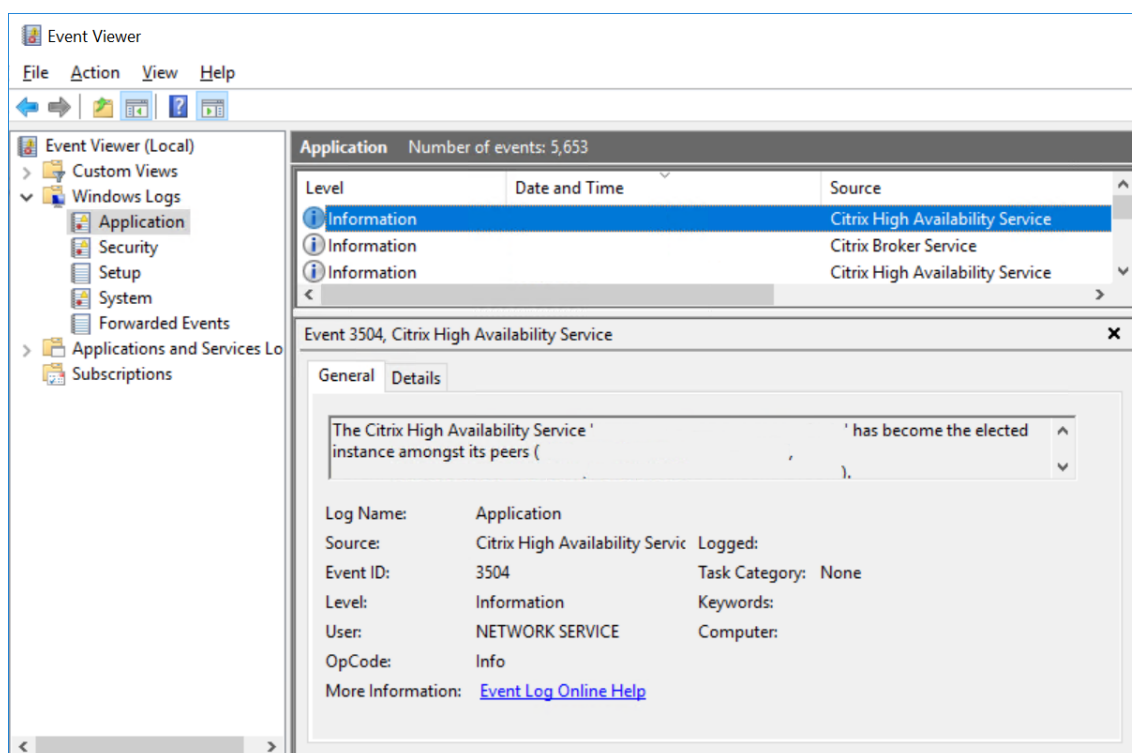 Event Viewer
File Action View Help
Event Viewer (Local)
Custom Views
Windows Logs
Application
Security
Setup
System
Forwarded Events
Applications and Services Lo
Subscriptions
Application Number of events: 5,653
Level Date and Time Source
Information Citrix High Availability Service
Information Citrix Broker Service
Information Citrix High Availability Service
Event 3504, Citrix High Availability Service
General Details
The Citrix High Availability Service ' ' has become the elected
instance amongst its peers ( ,
).
Log Name: Application
Source: Citrix High Availability Servic Logged:
Event ID: 3504 Task Category: None
Level: Information Keywords:
User: NETWORK SERVICE Computer:
OpCode: Info
More Information: Event Log Online Help